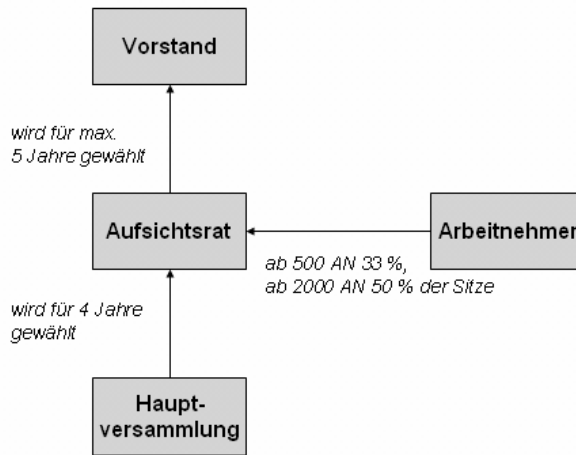 Vorstand
wird für max.
5 Jahre gewählt
Aufsichtsrat
Arbeitnehmer
ab 500 AN 33 %,
ab 2000 AN 50 % der Sitze
wird für 4 Jahre
gewählt
Haupt-
versammlung